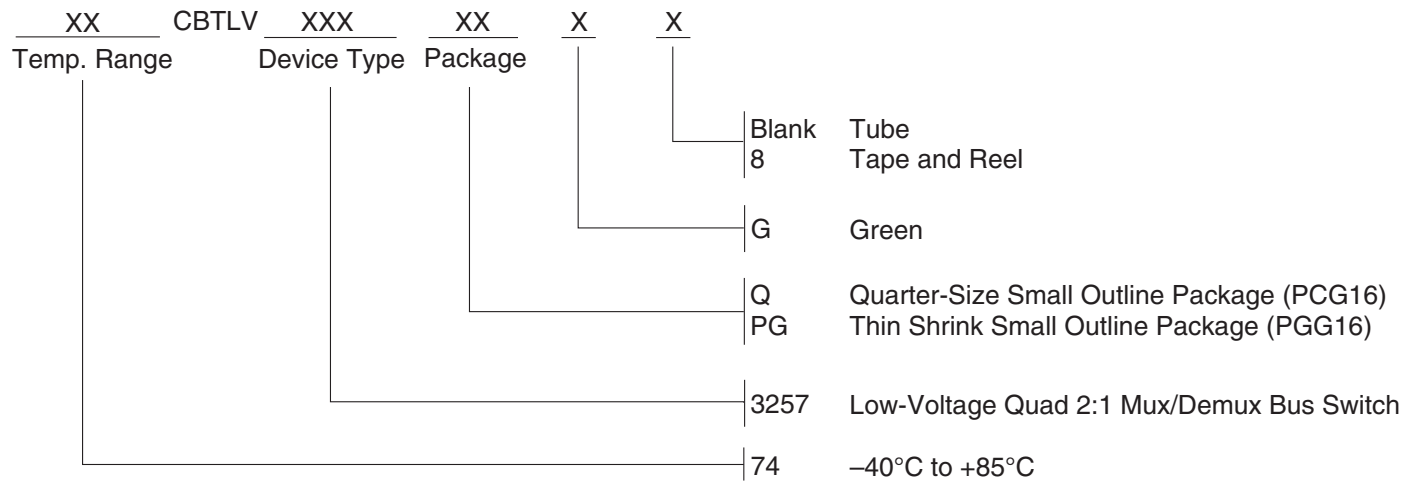 XX CBTLV XXX XX X X
Temp. Range Device Type Package
Blank Tube
8 Tape and Reel
G Green
Q Quarter-Size Small Outline Package (PCG16)
PG Thin Shrink Small Outline Package (PGG16)
3257 Low-Voltage Quad 2:1 Mux/Demux Bus Switch
74 –40°C to +85°C